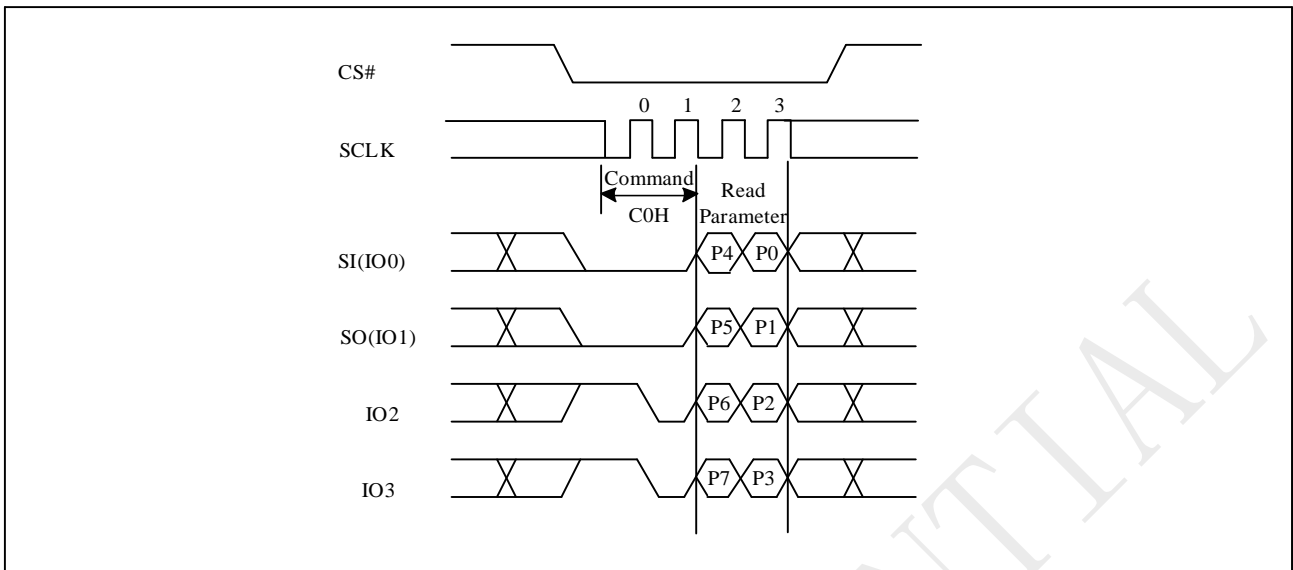 CS#
0 1 2 3
SCLK
Command
C0H
Read
Parameter
SI(IO0)
P4 P0
SO(IO1)
P5 P1
IO2
P6 P2
IO3
P7 P3
NTIAL